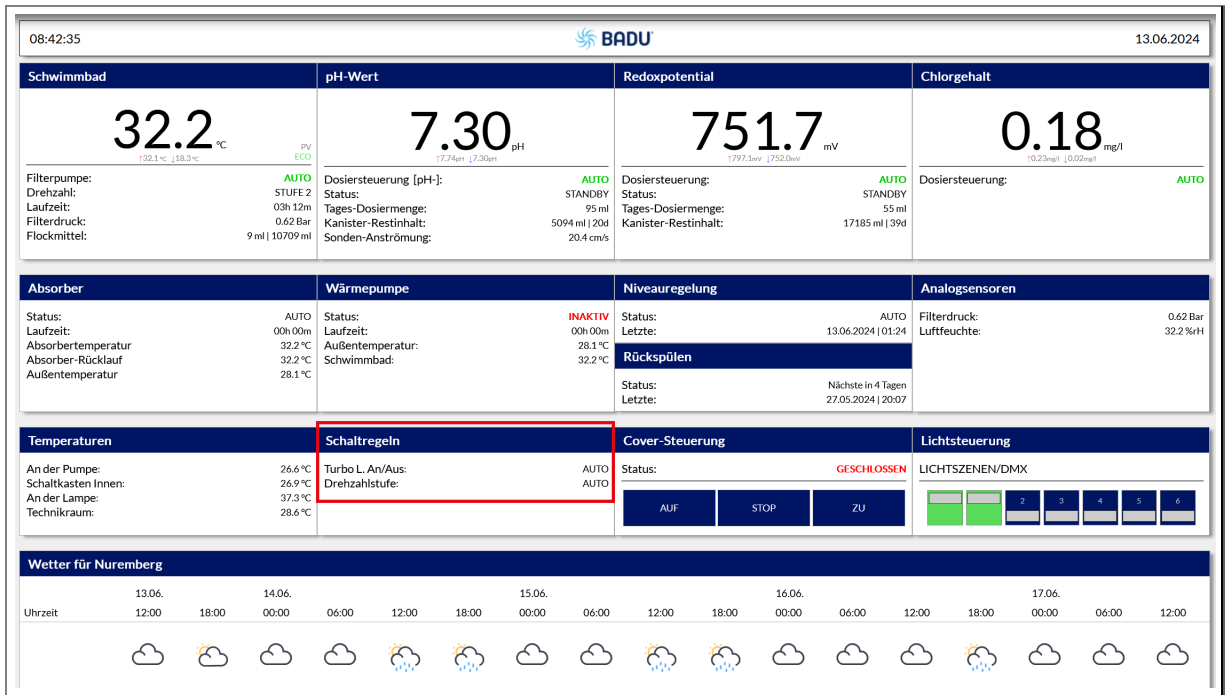 08:42:35 BADU 13.06.2024
Schwimmbad pH-Wert Redoxpotential Chlorgehalt
32.2 °C PV 7.30 pH 751.7 mV 0.18 mg/l
↑32.1 °C ↓18.3 °C ECO ↑7.74pH ↓7.30pH ↑797.1mV ↓752.0mV ↑0.23mg/l ↓0.02mg/l
Filterpumpe: AUTO Dosiersteuerung [pH-]: AUTO Dosiersteuerung: AUTO Dosiersteuerung: AUTO
Drehzahl: STUFE 2 Status: STANDBY Status: STANDBY
Laufzeit: 03h 12m Tages-Dosiermenge: 95 ml Tages-Dosiermenge: 55 ml
Filterdruck: 0.62 Bar Kanister-Restinhalt: 5094 ml | 20d Kanister-Restinhalt: 17185 ml | 39d
Flockmittel: 9 ml | 10709 ml Sonden-Anströmung: 20.4 cm/s
Absorber Wärmepumpe Niveauregelung Analogsensoren
Status: AUTO Status: INAKTIV Status: AUTO Filterdruck: 0.62 Bar
Laufzeit: 00h 00m Laufzeit: 00h 00m Letzte: 13.06.2024 | 01:24 Luftfeuchte: 32.2 %rH
Absorbertemperatur 32.2 °C Außentemperatur: 28.1 °C
Absorber-Rücklauf 32.2 °C Schwimmbad: 32.2 °C Rückspülen
Außentemperatur 28.1 °C
Status: Nächste in 4 Tagen
Letzte: 27.05.2024 | 20:07
Temperaturen Schaltregeln Cover-Steuerung Lichtsteuerung
An der Pumpe: 26.6 °C Turbo L. An/Aus: AUTO Status: GESCHLOSSEN LICHTSZENEN/DMX
Schaltkasten Innen: 26.9 °C Drehzahlstufe: AUTO
An der Lampe: 37.3 °C
Technikraum: 28.6 °C
AUF STOP ZU 2 3 4 5 6
Wetter für Nuremberg
13.06. 14.06. 15.06. 16.06. 17.06.
Uhrzeit 12:00 18:00 00:00 06:00 12:00 18:00 00:00 06:00 12:00 18:00 00:00 06:00 12:00 18:00 00:00 06:00 12:00